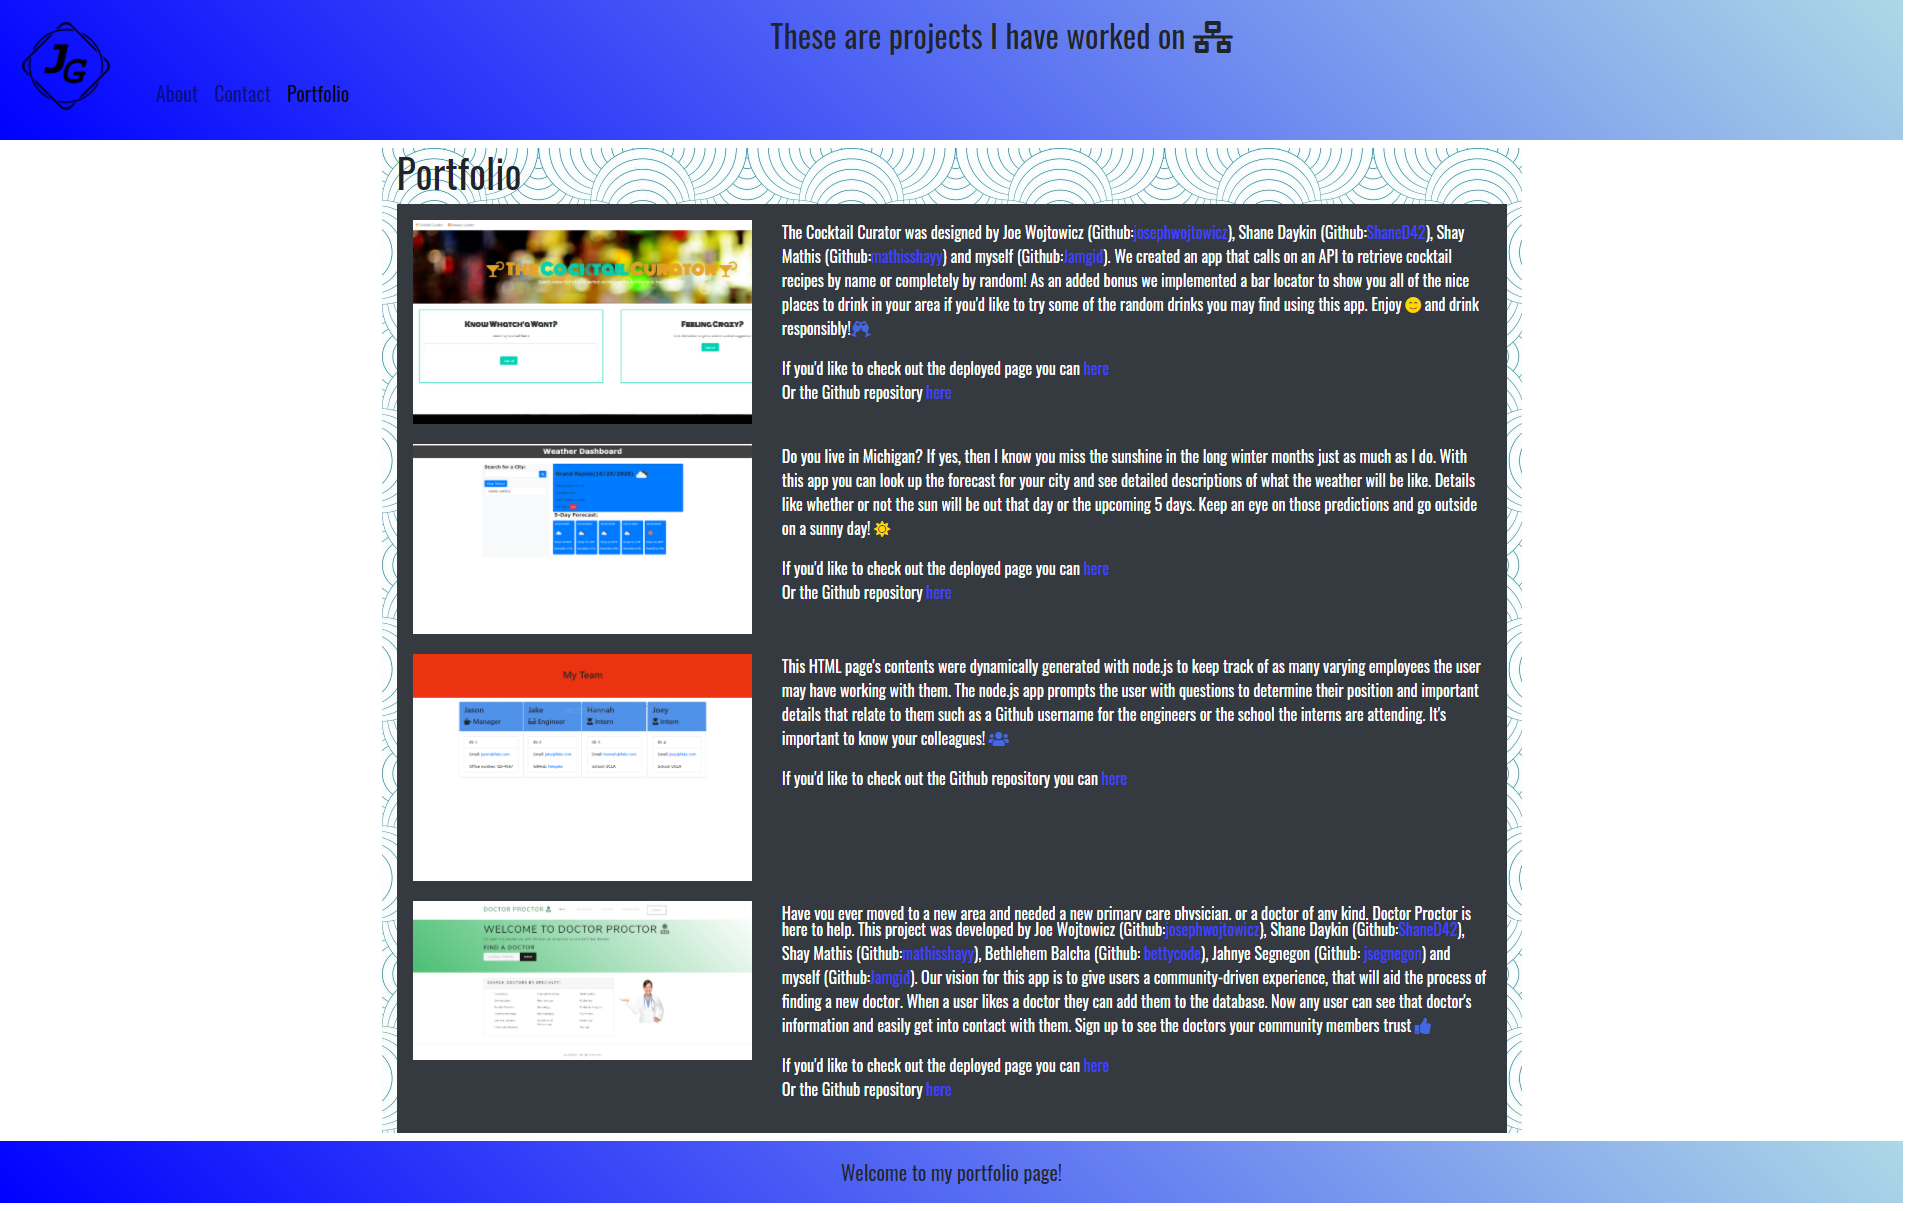 JG
These are projects I have worked on
About Contact Portfolio
Portfolio
THE COCKTAIL CURATOR
KNOW WHATCH'A WANT?
FEELING CRAZY?
The Cocktail Curator was designed by Joe Wojtowicz (Github:josephwojtowicz), Shane Daykin (Github:ShaneD42), Shay
Mathis (Github:mathisshayy) and myself (Github:Jamgid). We created an app that calls on an API to retrieve cocktail
recipes by name or completely by random! As an added bonus we implemented a bar locator to show you all of the nice
places to drink in your area if you'd like to try some of the random drinks you may find using this app. Enjoy 😊 and drink
responsibly!
If you'd like to check out the deployed page you can here
Or the Github repository here
Weather Dashboard
Search for a City:
5-Day Forecast:
Do you live in Michigan? If yes, then I know you miss the sunshine in the long winter months just as much as I do. With
this app you can look up the forecast for your city and see detailed descriptions of what the weather will be like. Details
like whether or not the sun will be out that day or the upcoming 5 days. Keep an eye on those predictions and go outside
on a sunny day!
If you'd like to check out the deployed page you can here
Or the Github repository here
My Team
Jason Jake Hannah Joey
Manager Engineer Intern Intern
This HTML page's contents were dynamically generated with node.js to keep track of as many varying employees the user
may have working with them. The node.js app prompts the user with questions to determine their position and important
details that relate to them such as a Github username for the engineers or the school the interns are attending. It's
important to know your colleagues!
If you'd like to check out the Github repository you can here
DOCTOR PROCTOR
WELCOME TO DOCTOR PROCTOR
FIND A DOCTOR
SEARCH DOCTORS BY SPECIALTY:
Have you ever moved to a new area and needed a new primary care physician, or a doctor of any kind. Doctor Proctor is
here to help. This project was developed by Joe Wojtowicz (Github:josephwojtowicz), Shane Daykin (Github:ShaneD42),
Shay Mathis (Github:mathisshayy), Bethlehem Balcha (Github: bettycode), Jahnye Segnegon (Github: jsegnegon) and
myself (Github:Jamgid). Our vision for this app is to give users a community-driven experience, that will aid the process of
finding a new doctor. When a user likes a doctor they can add them to the database. Now any user can see that doctor's
information and easily get into contact with them. Sign up to see the doctors your community members trust
If you'd like to check out the deployed page you can here
Or the Github repository here
Welcome to my portfolio page!